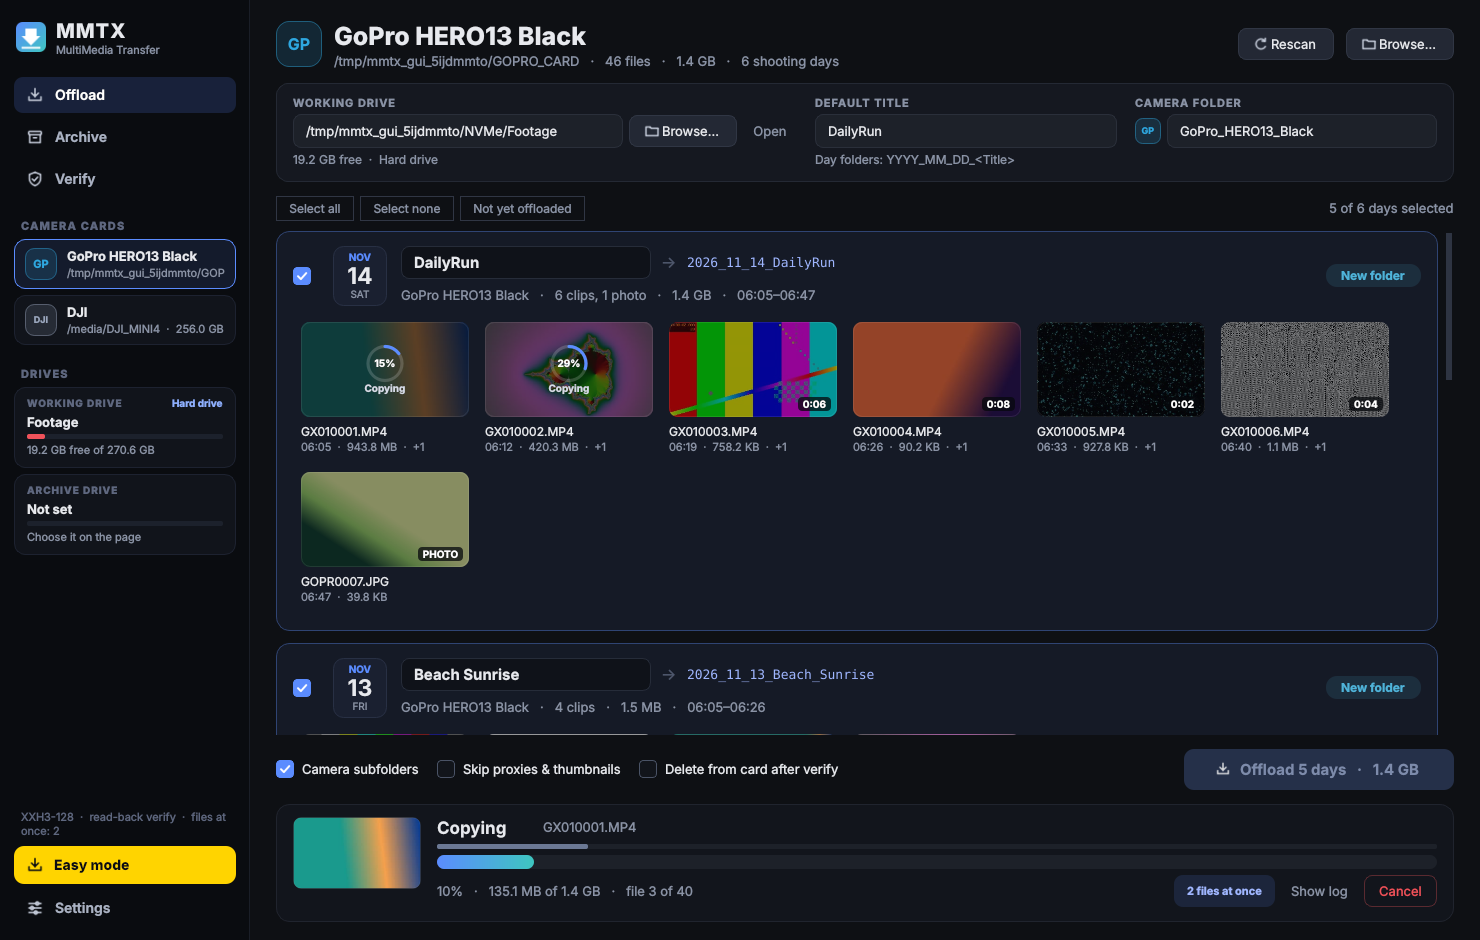 MMTX
MultiMedia Transfer
Offload
Archive
Verify
CAMERA CARDS
GP
GoPro HERO13 Black
/tmp/mmtx_gui_5ijdmmto/GOP
DJI
DJI
/media/DJI_MINI4 · 256.0 GB
DRIVES
WORKING DRIVE Hard drive
Footage
19.2 GB free of 270.6 GB
ARCHIVE DRIVE
Not set
Choose it on the page
XXH3-128 · read-back verify · files at
once: 2
Easy mode
Settings
GP
GoPro HERO13 Black
/tmp/mmtx_gui_5ijdmmto/GOPRO_CARD · 46 files · 1.4 GB · 6 shooting days
Rescan
Browse...
WORKING DRIVE
/tmp/mmtx_gui_5ijdmmto/NVMe/Footage
Browse...
Open
19.2 GB free · Hard drive
DEFAULT TITLE
DailyRun
Day folders: YYYY_MM_DD_<Title>
CAMERA FOLDER
GP
GoPro_HERO13_Black
Select all
Select none
Not yet offloaded
5 of 6 days selected
NOV
14
SAT
DailyRun
→ 2026_11_14_DailyRun
GoPro HERO13 Black · 6 clips, 1 photo · 1.4 GB · 06:05–06:47
New folder
15%
Copying
GX010001.MP4
06:05 · 943.8 MB · +1
29%
Copying
GX010002.MP4
06:12 · 420.3 MB · +1
0:06
GX010003.MP4
06:19 · 758.2 KB · +1
0:08
GX010004.MP4
06:26 · 90.2 KB · +1
0:02
GX010005.MP4
06:33 · 927.8 KB · +1
0:04
GX010006.MP4
06:40 · 1.1 MB · +1
PHOTO
GOPR0007.JPG
06:47 · 39.8 KB
NOV
13
FRI
Beach Sunrise
→ 2026_11_13_Beach_Sunrise
GoPro HERO13 Black · 4 clips · 1.5 MB · 06:05–06:26
New folder
Camera subfolders
Skip proxies & thumbnails
Delete from card after verify
Offload 5 days · 1.4 GB
Copying GX010001.MP4
10% · 135.1 MB of 1.4 GB · file 3 of 40
2 files at once
Show log
Cancel